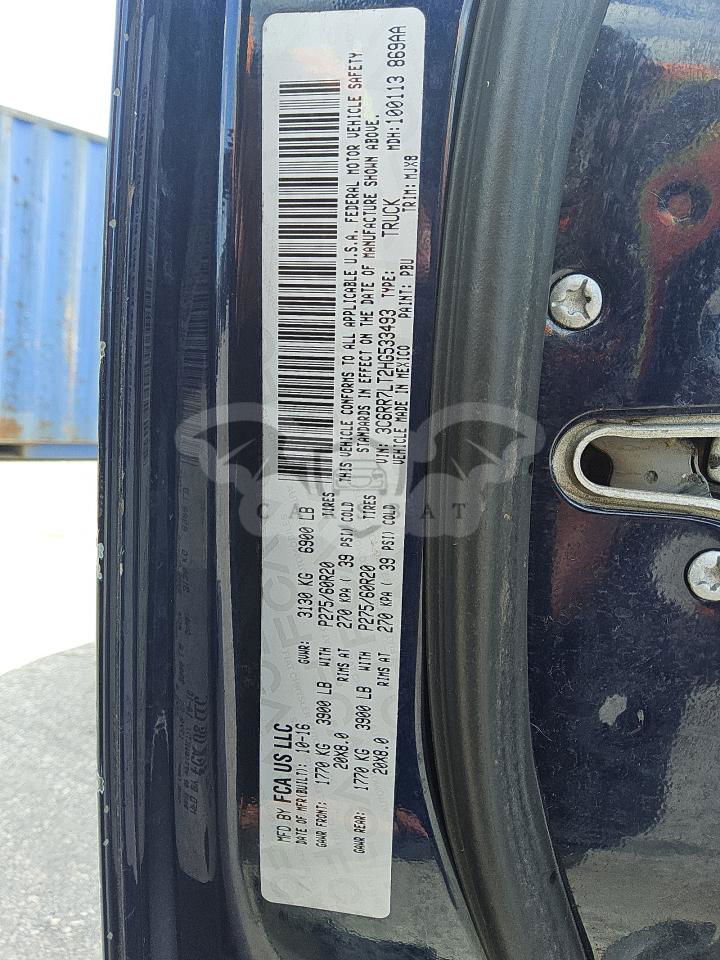 MFD BY FCA US LLC
DATE OF MFR(BUILT): 10-16 GVWR: 3130 KG 6900 LB
GAWR FRONT: 1770 KG 3900 LB WITH P275/60R20 TIRES
20X8.0 RIMS AT 270 KPA ( 39 PSI) COLD
GAWR REAR: 1770 KG 3900 LB WITH P275/60R20 TIRES
20X8.0 RIMS AT 270 KPA ( 39 PSI) COLD
THIS VEHICLE CONFORMS TO ALL APPLICABLE U.S.A. FEDERAL MOTOR VEHICLE SAFETY
STANDARDS IN EFFECT ON THE DATE OF MANUFACTURE SHOWN ABOVE.
VIN: 3C6RR7LT2HG533493 TYPE: TRUCK MDH:100113 869AA
VEHICLE MADE IN MEXICO PAINT: PBU TRIM: MJX8
CARSBAT